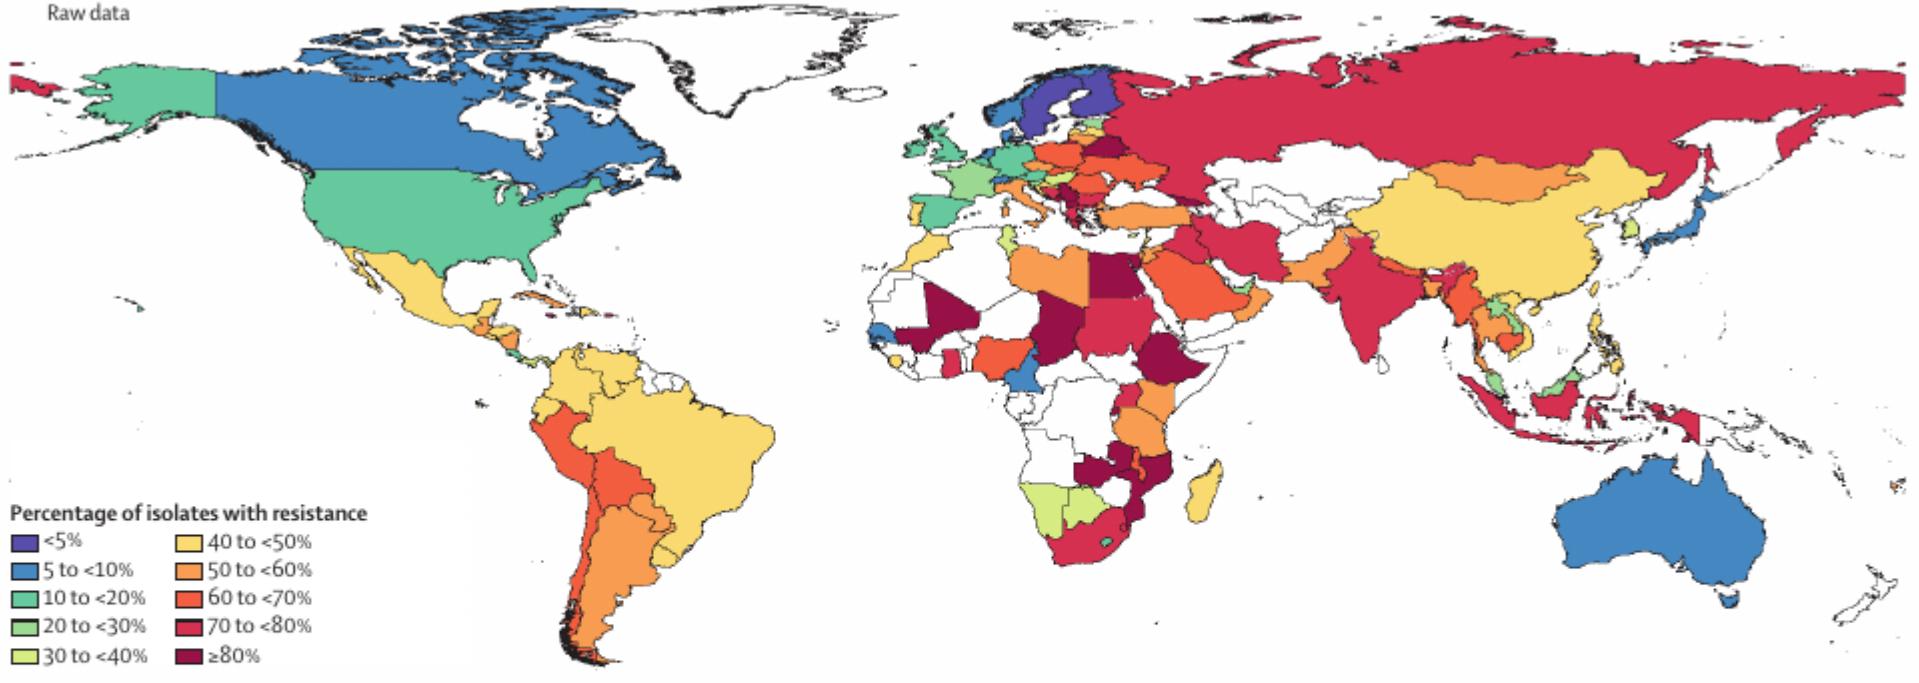 Raw data
Percentage of isolates with resistance
<5%
5 to <10%
10 to <20%
20 to <30%
30 to <40%
40 to <50%
50 to <60%
60 to <70%
70 to <80%
≥80%